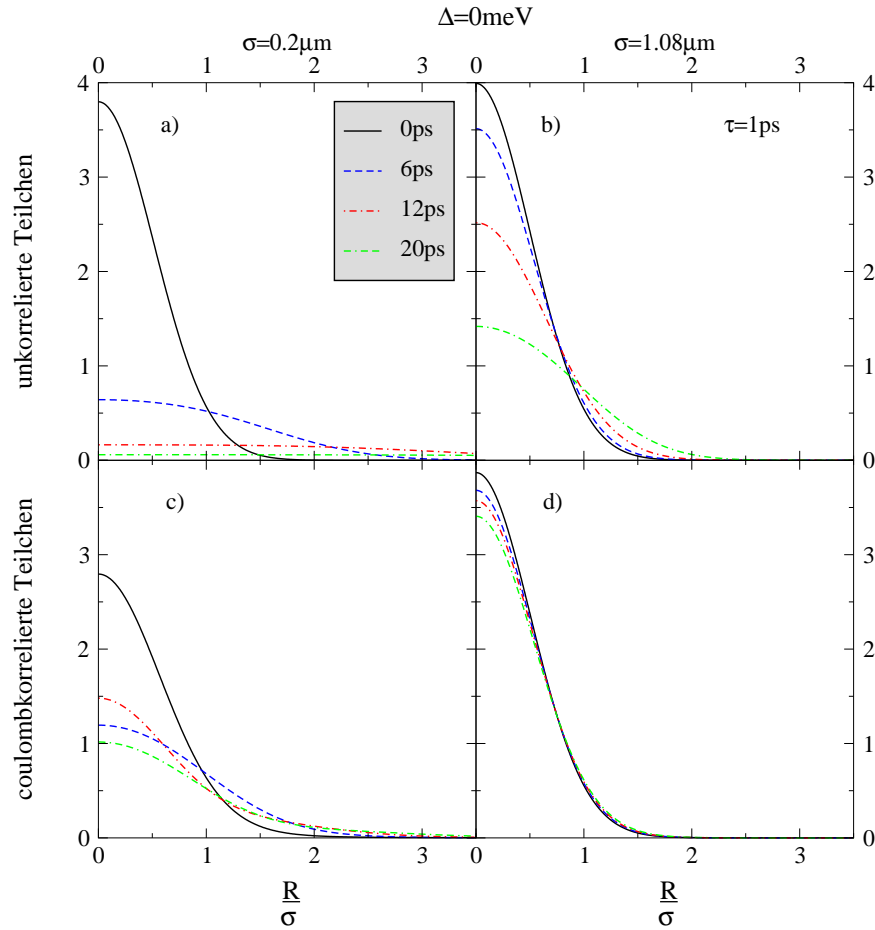 Δ=0meV
σ=0.2μm σ=1.08μm
0 1 2 3 0 1 2 3
4 4
a) b) τ=1ps
0ps
6ps
12ps
20ps
3 3
2 2
1 1
0 0
unkorrelierte Teilchen
c) d)
3 3
2 2
1 1
0 0
coulombkorrelierte Teilchen
0 1 2 3 0 1 2 3
R R
σ σ